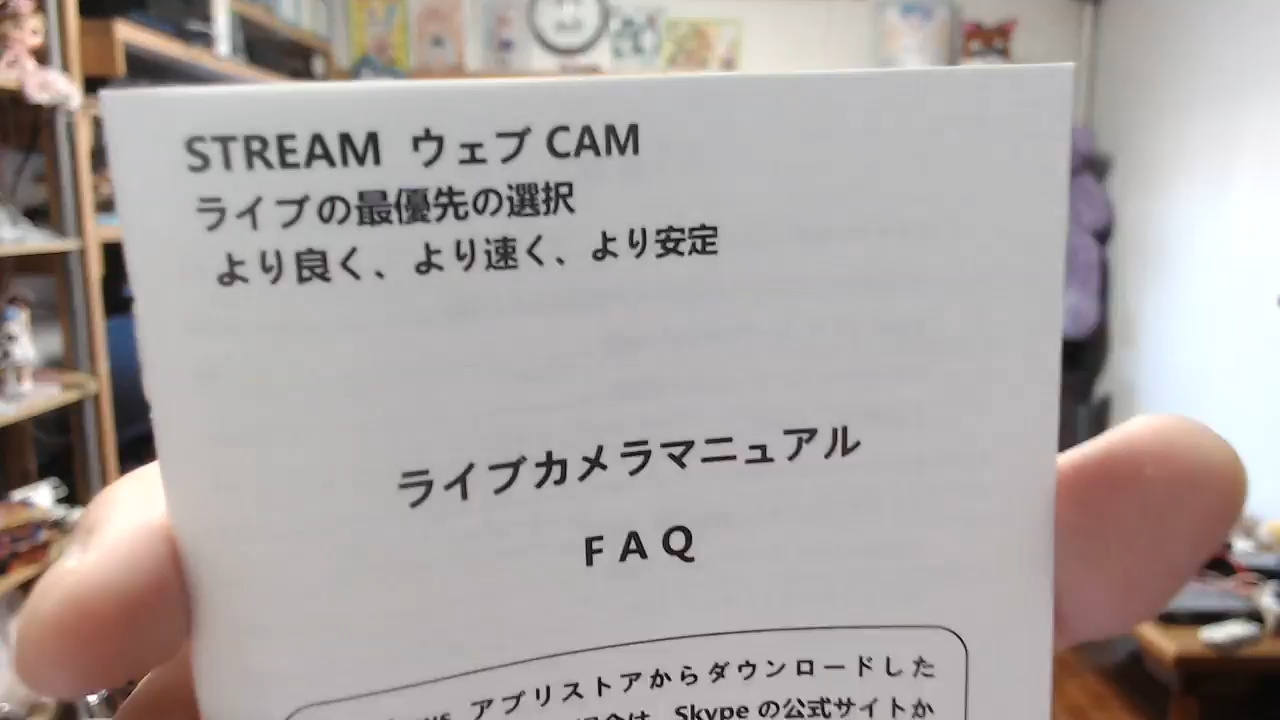 STREAM ウェブ CAM
ライブの最優先の選択
より良く、より速く、より安定
ライブカメラマニュアル
FAQ
アプリストアからダウンロードした
Skype の公式サイトか